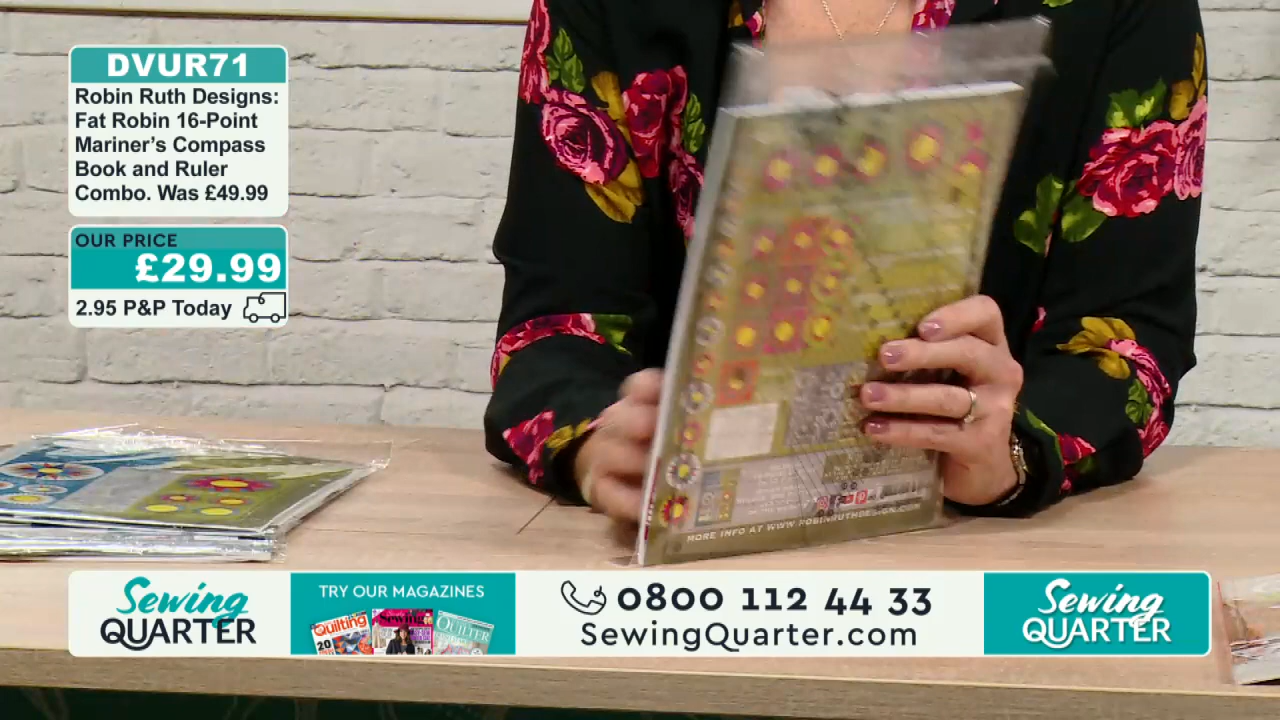 DVUR71
Robin Ruth Designs:
Fat Robin 16-Point
Mariner's Compass
Book and Ruler
Combo. Was £49.99
OUR PRICE
£29.99
2.95 P&P Today
MORE INFO AT WWW.ROBINRUTHDESIGN.COM
Sewing
QUARTER
TRY OUR MAGAZINES
Quilting
20
Sewing
QUILTER
0800 112 44 33
SewingQuarter.com
Sewing
QUARTER